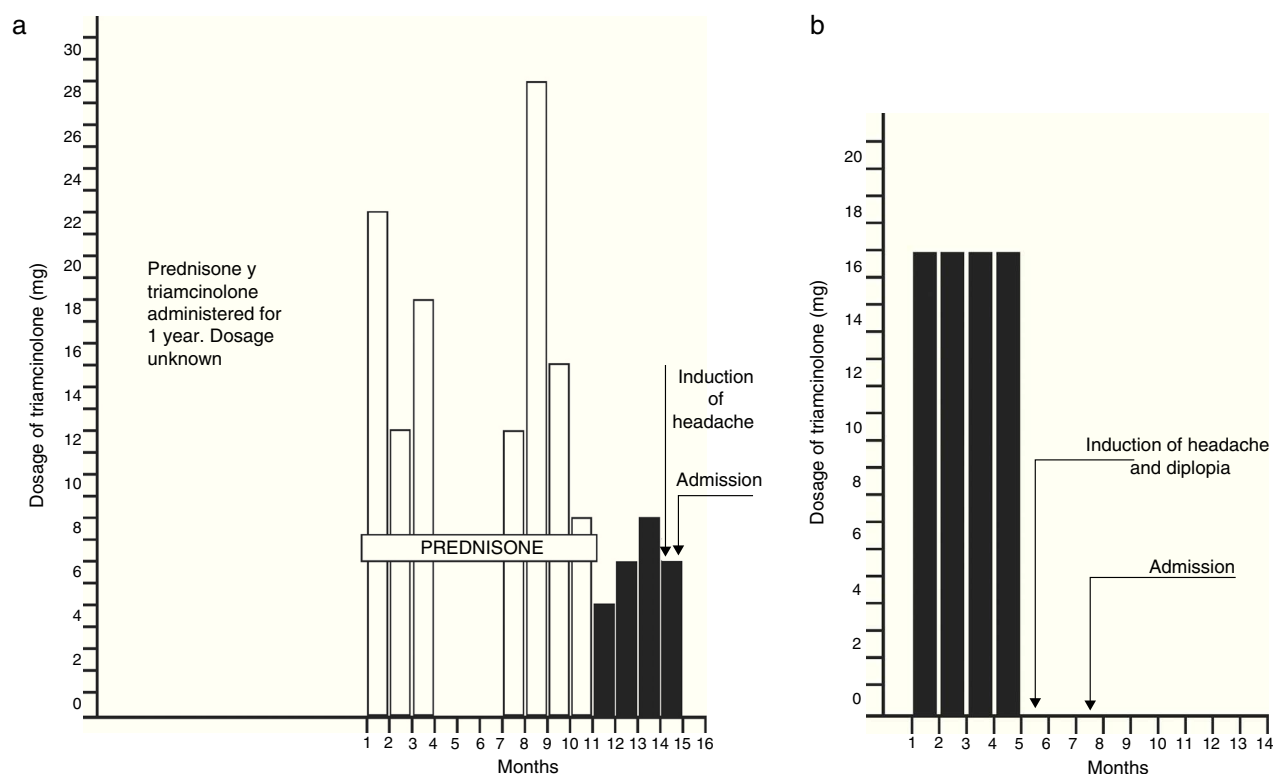 a
30
28
26
24
22
20
18
16
14
12
10
8
6
4
2
0
Dosage of triamcinolone (mg)
Prednisone y
triamcinolone
administered for
1 year. Dosage
unknown
PREDNISONE
Induction
of
headache
Admission
1 2 3 4 5 6 7 8 9 10 11 12 13 14 15 16
Months
b
20
18
16
14
12
10
8
6
4
2
0
Dosage of triamcinolone (mg)
Induction of headache
and diplopia
Admission
1 2 3 4 5 6 7 8 9 10 11 12 13 14
Months